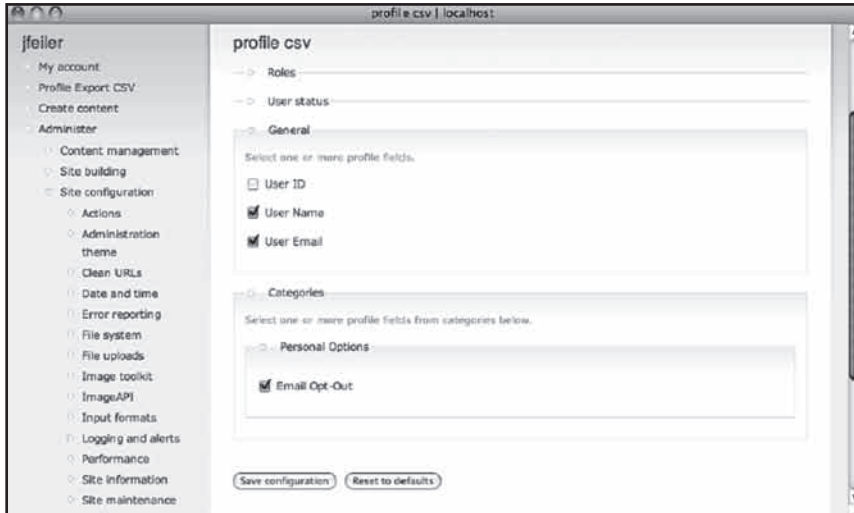 profile csv | localhost
jfeiler
My account
Profile Export CSV
Create content
Administer
Content management
Site building
Site configuration
Actions
Administration
theme
Clean URLs
Date and time
Error reporting
File system
File uploads
Image toolkit
ImageAPI
Input formats
Logging and alerts
Performance
Site information
Site maintenance
profile csv
Roles
User status
General
Select one or more profile fields.
User ID
User Name
User Email
Categories
Select one or more profile fields from categories below.
Personal Options
Email Opt-Out
Save configuration
Reset to defaults